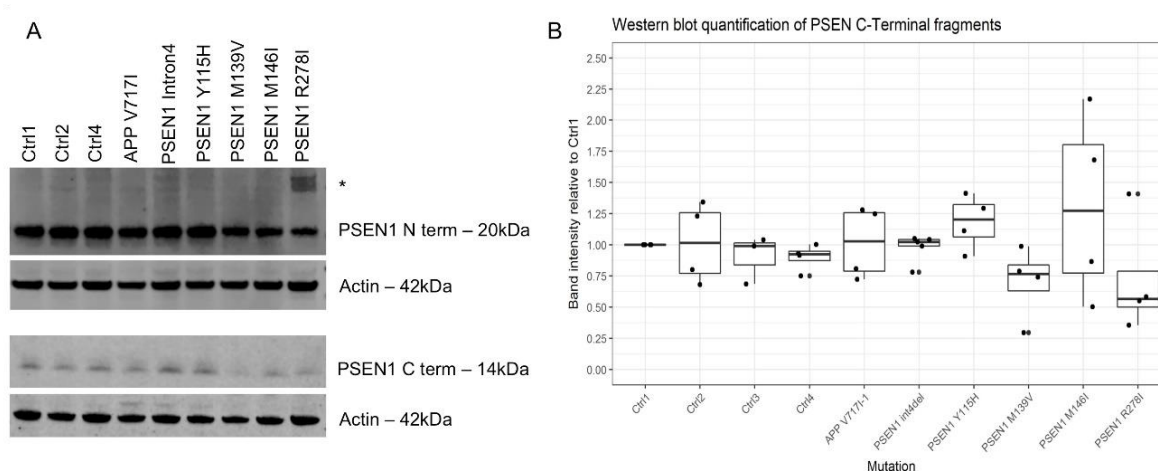 A
Ctrl1
Ctrl2
Ctrl4
APP V717I
PSEN1 Intron4
PSEN1 Y115H
PSEN1 M139V
PSEN1 M146I
PSEN1 R278I
*
PSEN1 N term – 20kDa
Actin – 42kDa
PSEN1 C term – 14kDa
Actin – 42kDa
B
Western blot quantification of PSEN C-Terminal fragments
Band intensity relative to Ctrl1
2.50
2.25
2.00
1.75
1.50
1.25
1.00
0.75
0.50
0.25
0.00
Ctrl1
Ctrl2
Ctrl3
Ctrl4
APP V717I-1
PSEN1 int4del
PSEN1 Y115H
PSEN1 M139V
PSEN1 M146I
PSEN1 R278I
Mutation